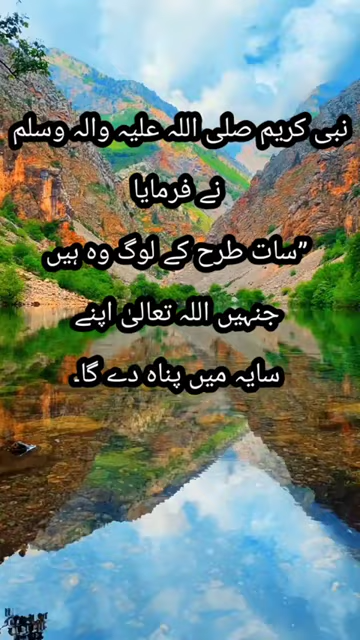 نبی کریم صلی اللہ علیہ والہ وسلم
نے فرمایا
”سات طرح کے لوگ وہ ہیں
جنہیں اللہ تعالیٰ اپنے
سایہ میں پناہ دے گا۔